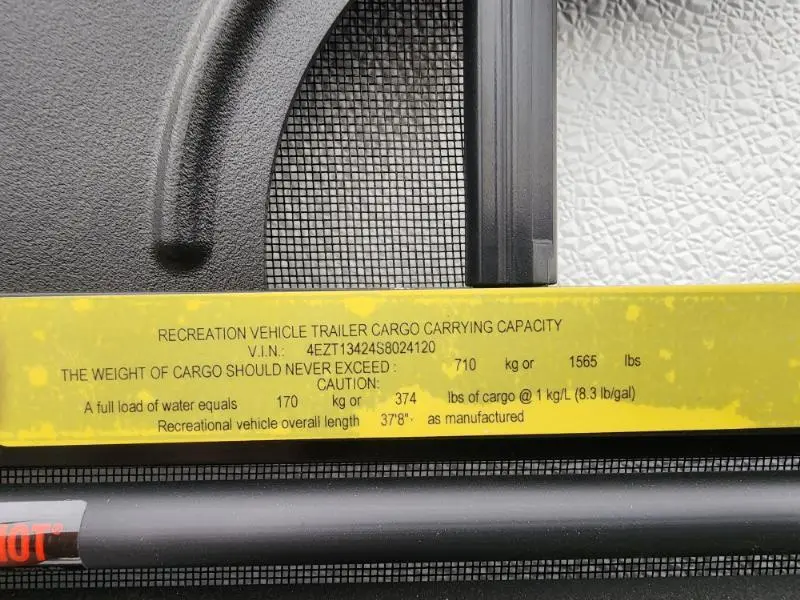 RECREATION VEHICLE TRAILER CARGO CARRYING CAPACITY
V.I.N.: 4EZT13424S8024120
THE WEIGHT OF CARGO SHOULD NEVER EXCEED: 710 kg or 1565 lbs
CAUTION:
A full load of water equals 170 kg or 374 lbs of cargo @ 1 kg/L (8.3 lb/gal)
Recreational vehicle overall length 37'8" as manufactured